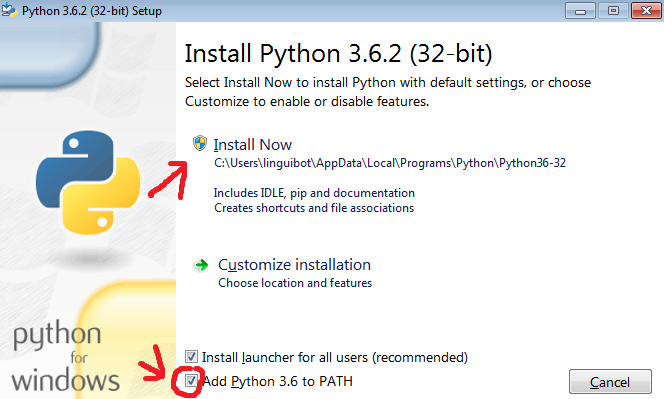 Python 3.6.2 (32-bit) Setup
Install Python 3.6.2 (32-bit)
Select Install Now to install Python with default settings, or choose
Customize to enable or disable features.
Install Now
C:\Users\linguibot\AppData\Local\Programs\Python\Python36-32
Includes IDLE, pip and documentation
Creates shortcuts and file associations
Customize installation
Choose location and features
python
for
windows
Install launcher for all users (recommended)
Add Python 3.6 to PATH
Cancel